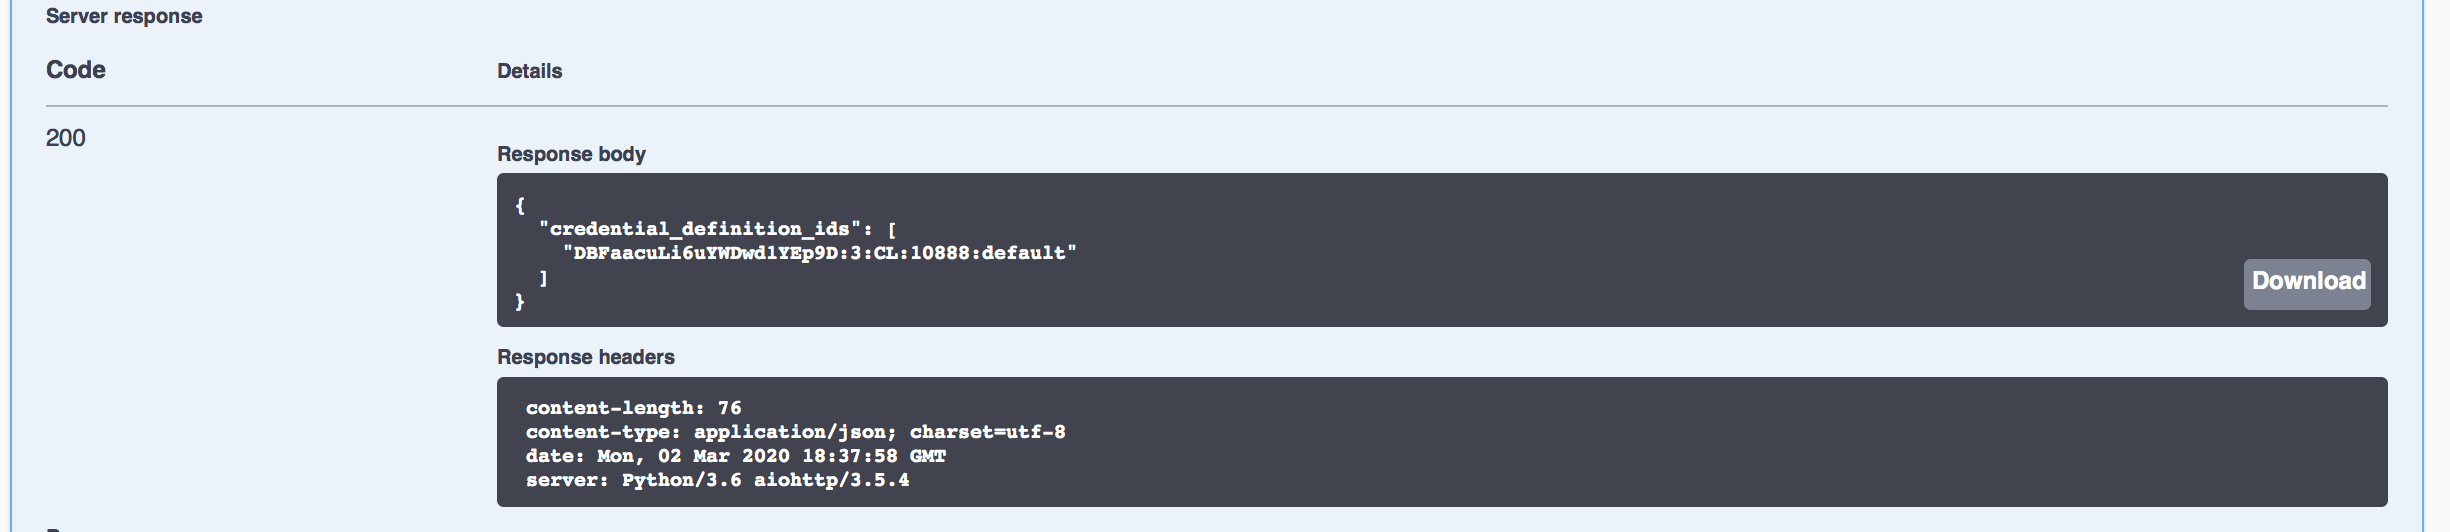 Server response
Code Details
200
Response body
{
"credential_definition_ids": [
"DBFaacuLi6uYWDwd1YEp9D:3:CL:10888:default"
]
}
Download
Response headers
content-length: 76
content-type: application/json; charset=utf-8
date: Mon, 02 Mar 2020 18:37:58 GMT
server: Python/3.6 aiohttp/3.5.4